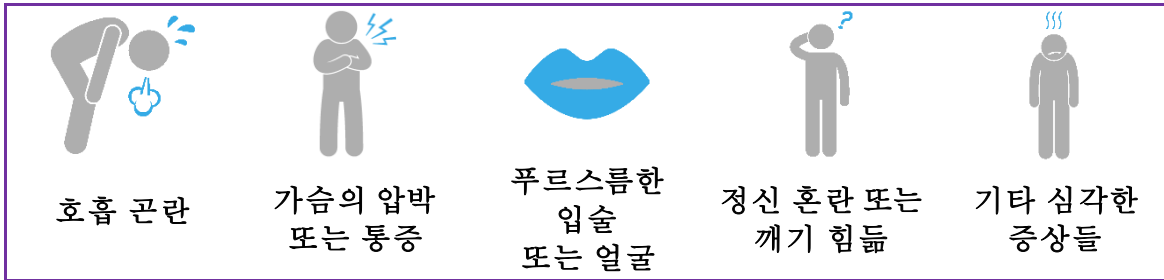 ?
호흡 곤란
가슴의 압박
또는 통증
푸르스름한
입술
또는 얼굴
정신 혼란 또는
깨기 힘듦
기타 심각한
증상들